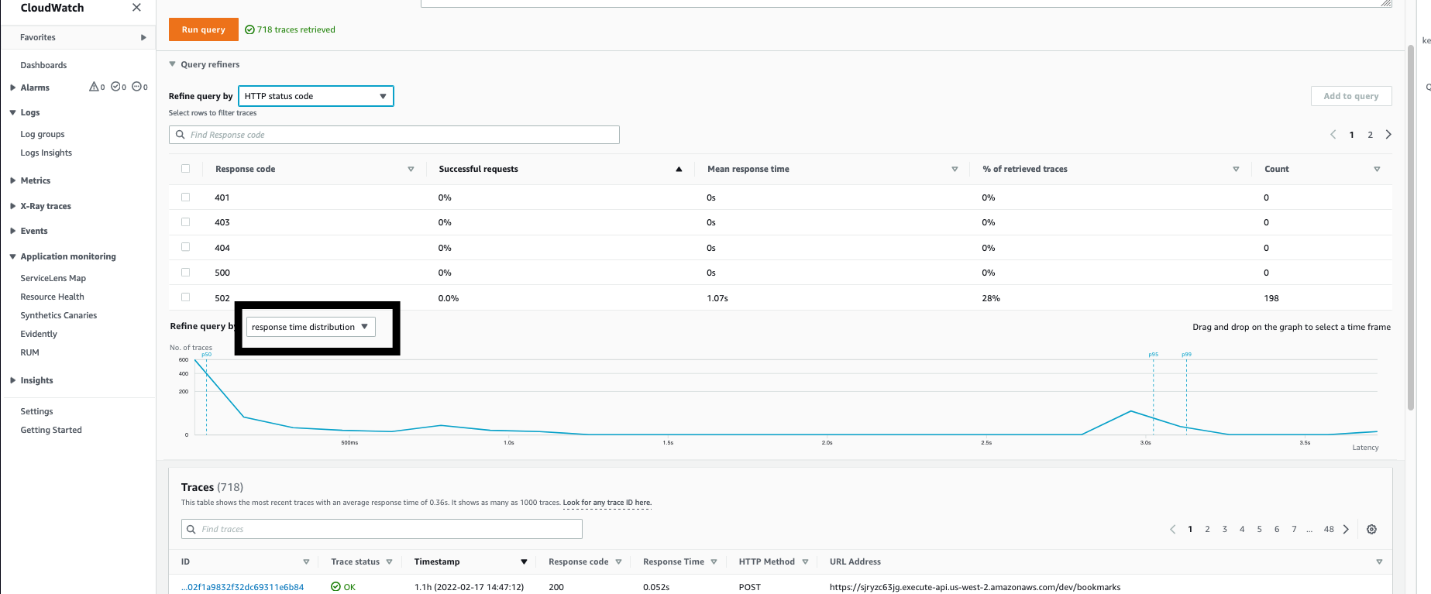 CloudWatch
Favorites
Dashboards
Alarms 0 0 0
Logs
Log groups
Logs Insights
Metrics
X-Ray traces
Events
Application monitoring
ServiceLens Map
Resource Health
Synthetics Canaries
Evidently
RUM
Insights
Settings
Getting Started
Run query 718 traces retrieved
Query refiners
Refine query by HTTP status code Add to query
Select rows to filter traces
Find Response code 1 2
Response code Successful requests Mean response time % of retrieved traces Count
401 0% 0s 0% 0
403 0% 0s 0% 0
404 0% 0s 0% 0
500 0% 0s 0% 0
502 0.0% 1.07s 28% 198
Refine query by response time distribution Drag and drop on the graph to select a time frame
No. of traces
p50 p95 p99
600
400
200
0
500ms 1.0s 1.5s 2.0s 2.5s 3.0s 3.5s
Latency
Traces (718)
This table shows the most recent traces with an average response time of 0.36s. It shows as many as 1000 traces. Look for any trace ID here.
Find traces 1 2 3 4 5 6 7 ... 48
ID Trace status Timestamp Response code Response Time HTTP Method URL Address
...02f1a9832f32dc69311e6b84 OK 1.1h (2022-02-17 14:47:12) 200 0.052s POST https://sjryzc63jg.execute-api.us-west-2.amazonaws.com/dev/bookmarks